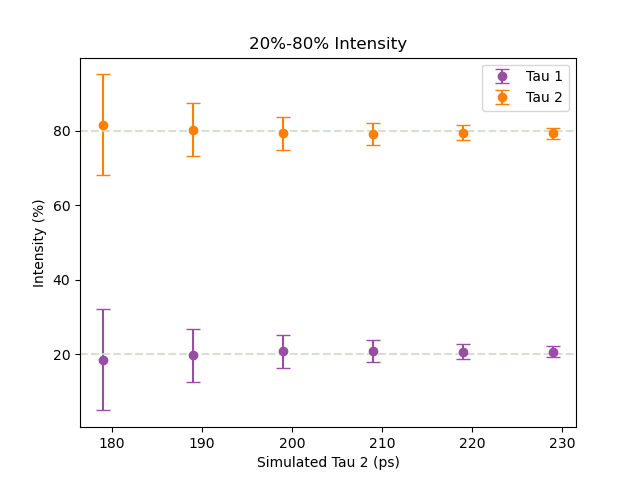 20%-80% Intensity
Tau 1
Tau 2
80
60
40
20
Intensity (%)
180 190 200 210 220 230
Simulated Tau 2 (ps)